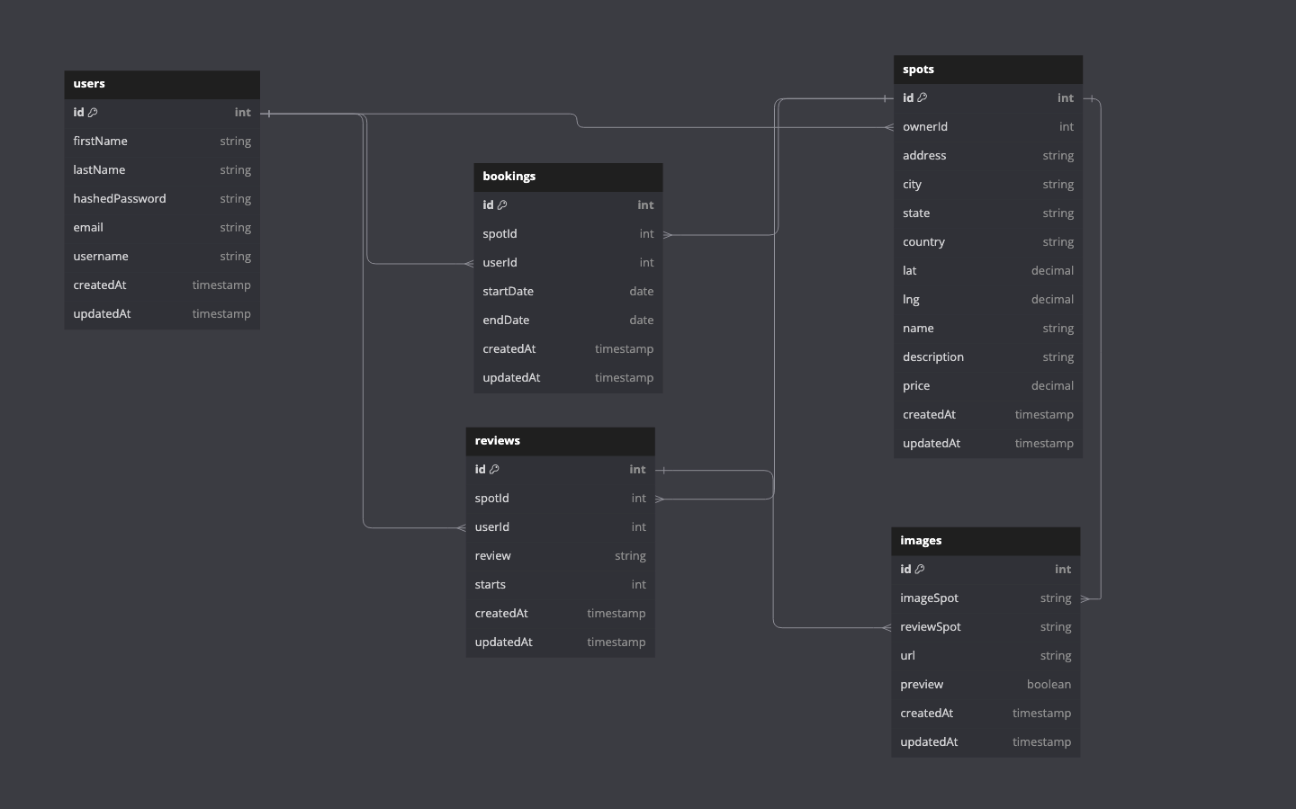 users
id int
firstName string
lastName string
hashedPassword string
email string
username string
createdAt timestamp
updatedAt timestamp
bookings
id int
spotId int
userId int
startDate date
endDate date
createdAt timestamp
updatedAt timestamp
reviews
id int
spotId int
userId int
review string
starts int
createdAt timestamp
updatedAt timestamp
spots
id int
ownerId int
address string
city string
state string
country string
lat decimal
lng decimal
name string
description string
price decimal
createdAt timestamp
updatedAt timestamp
images
id int
imageSpot string
reviewSpot string
url string
preview boolean
createdAt timestamp
updatedAt timestamp